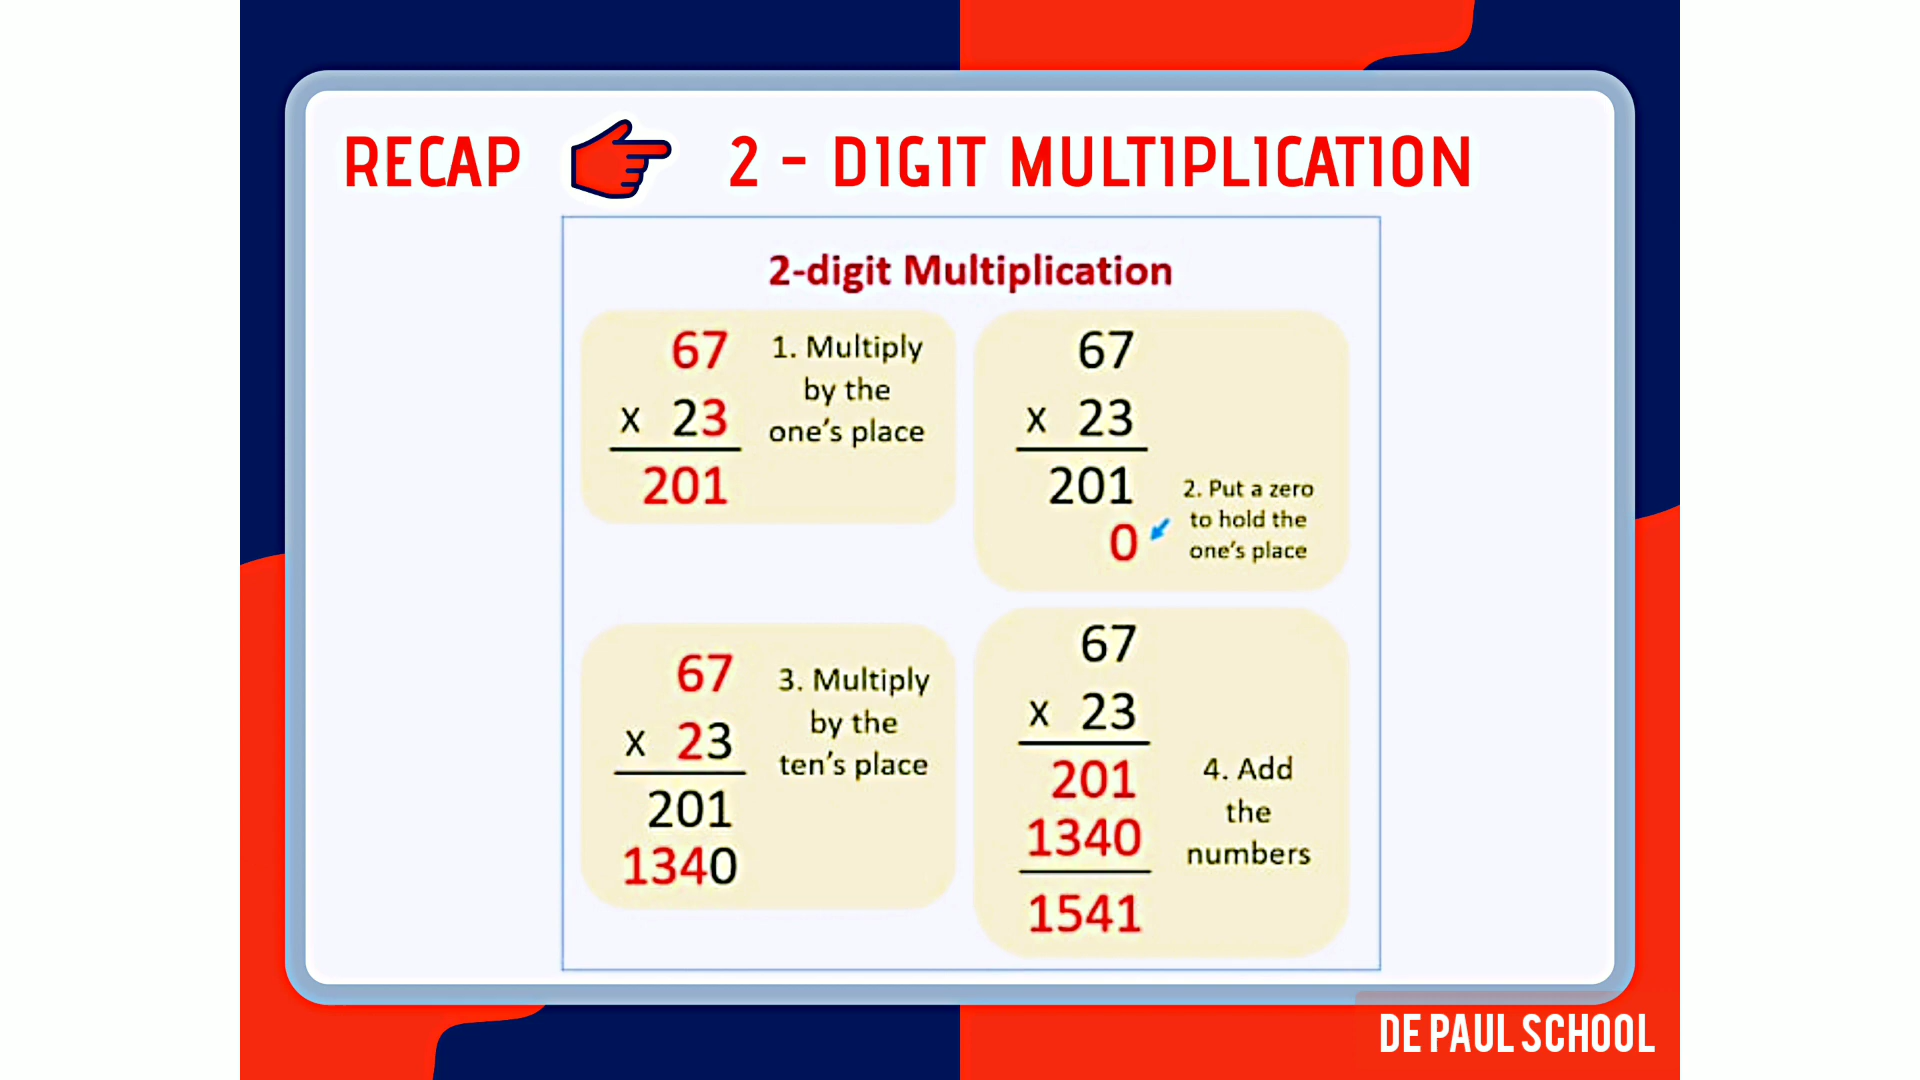 RECAP 2 - DIGIT MULTIPLICATION
2-digit Multiplication
67
x 23
201
1. Multiply
by the
one's place
67
x 23
201
0
2. Put a zero
to hold the
one's place
67
x 23
201
1340
3. Multiply
by the
ten's place
67
x 23
201
1340
1541
4. Add
the
numbers
DE PAUL SCHOOL